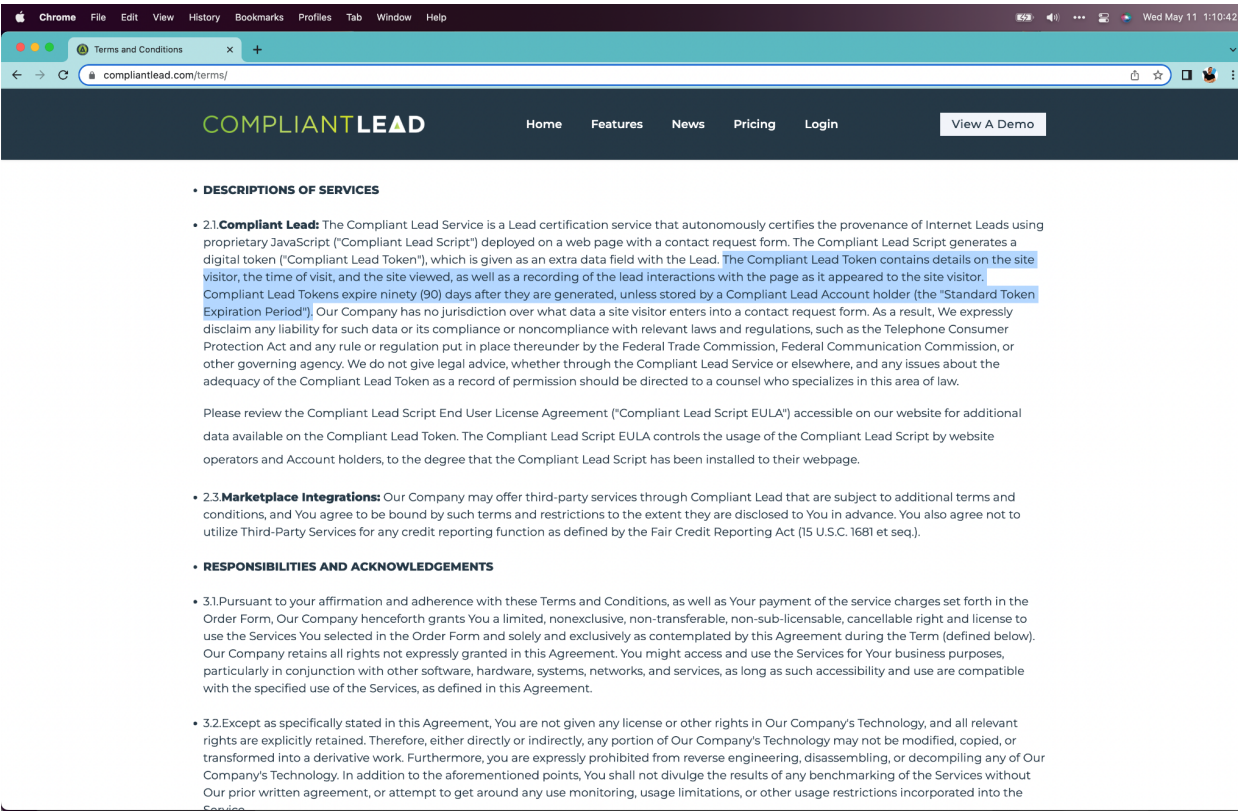 Chrome File Edit View History Bookmarks Profiles Tab Window Help Wed May 11 1:10:42
Terms and Conditions
compliantlead.com/terms/
COMPLIANTLEAD Home Features News Pricing Login View A Demo
• DESCRIPTIONS OF SERVICES
• 2.1.Compliant Lead: The Compliant Lead Service is a Lead certification service that autonomously certifies the provenance of Internet Leads using
proprietary JavaScript ("Compliant Lead Script") deployed on a web page with a contact request form. The Compliant Lead Script generates a
digital token ("Compliant Lead Token"), which is given as an extra data field with the Lead. The Compliant Lead Token contains details on the site
visitor, the time of visit, and the site viewed, as well as a recording of the lead interactions with the page as it appeared to the site visitor.
Compliant Lead Tokens expire ninety (90) days after they are generated, unless stored by a Compliant Lead Account holder (the "Standard Token
Expiration Period"). Our Company has no jurisdiction over what data a site visitor enters into a contact request form. As a result, We expressly
disclaim any liability for such data or its compliance or noncompliance with relevant laws and regulations, such as the Telephone Consumer
Protection Act and any rule or regulation put in place thereunder by the Federal Trade Commission, Federal Communication Commission, or
other governing agency. We do not give legal advice, whether through the Compliant Lead Service or elsewhere, and any issues about the
adequacy of the Compliant Lead Token as a record of permission should be directed to a counsel who specializes in this area of law.
Please review the Compliant Lead Script End User License Agreement ("Compliant Lead Script EULA") accessible on our website for additional
data available on the Compliant Lead Token. The Compliant Lead Script EULA controls the usage of the Compliant Lead Script by website
operators and Account holders, to the degree that the Compliant Lead Script has been installed to their webpage.
• 2.3.Marketplace Integrations: Our Company may offer third-party services through Compliant Lead that are subject to additional terms and
conditions, and You agree to be bound by such terms and restrictions to the extent they are disclosed to You in advance. You also agree not to
utilize Third-Party Services for any credit reporting function as defined by the Fair Credit Reporting Act (15 U.S.C. 1681 et seq.).
• RESPONSIBILITIES AND ACKNOWLEDGEMENTS
• 3.1.Pursuant to your affirmation and adherence with these Terms and Conditions, as well as Your payment of the service charges set forth in the
Order Form, Our Company henceforth grants You a limited, nonexclusive, non-transferable, non-sub-licensable, cancellable right and license to
use the Services You selected in the Order Form and solely and exclusively as contemplated by this Agreement during the Term (defined below).
Our Company retains all rights not expressly granted in this Agreement. You might access and use the Services for Your business purposes,
particularly in conjunction with other software, hardware, systems, networks, and services, as long as such accessibility and use are compatible
with the specified use of the Services, as defined in this Agreement.
• 3.2.Except as specifically stated in this Agreement, You are not given any license or other rights in Our Company's Technology, and all relevant
rights are explicitly retained. Therefore, either directly or indirectly, any portion of Our Company's Technology may not be modified, copied, or
transformed into a derivative work. Furthermore, you are expressly prohibited from reverse engineering, disassembling, or decompiling any of Our
Company's Technology. In addition to the aforementioned points, You shall not divulge the results of any benchmarking of the Services without
Our prior written agreement, or attempt to get around any use monitoring, usage limitations, or other usage restrictions incorporated into the